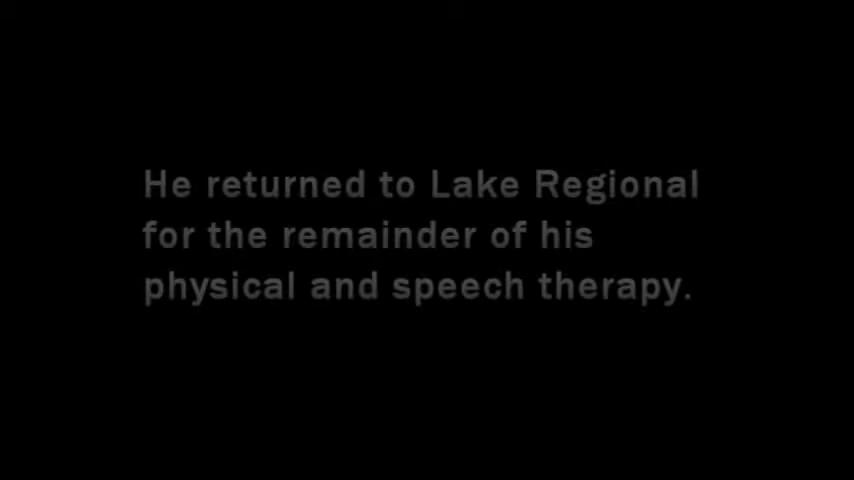 He returned to Lake Regional
for the remainder of his
physical and speech therapy.